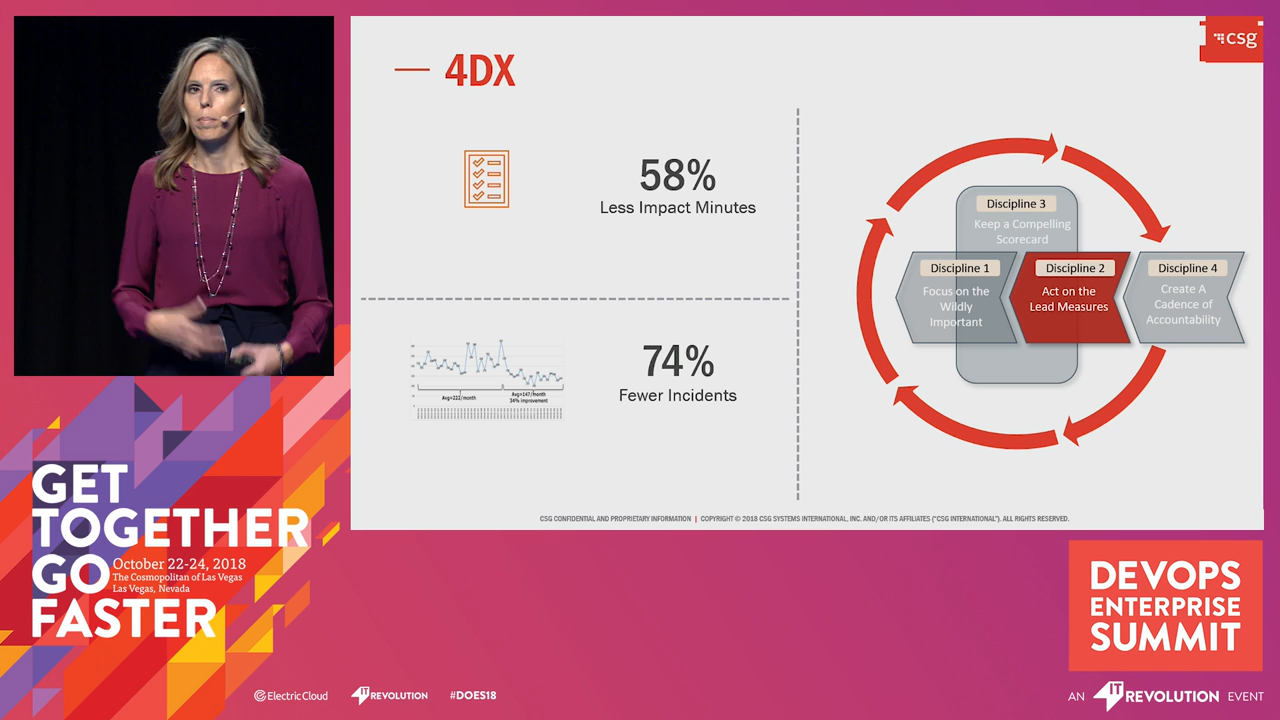 csg
4DX
58%
Less Impact Minutes
74%
Fewer Incidents
Avg=222/month
Avg=147/month
34% improvement
Discipline 3
Keep a Compelling
Scorecard
Discipline 1
Focus on the
Wildly
Important
Discipline 2
Act on the
Lead Measures
Discipline 4
Create A
Cadence of
Accountability
CSG CONFIDENTIAL AND PROPRIETARY INFORMATION | COPYRIGHT © 2018 CSG SYSTEMS INTERNATIONAL, INC. AND/OR ITS AFFILIATES ("CSG INTERNATIONAL"). ALL RIGHTS RESERVED.
GET
TOGETHER
GO
FASTER
October 22-24, 2018
The Cosmopolitan of Las Vegas
Las Vegas, Nevada
DEVOPS
ENTERPRISE
SUMMIT
ElectricCloud
IT REVOLUTION
#DOES18
AN IT REVOLUTION EVENT